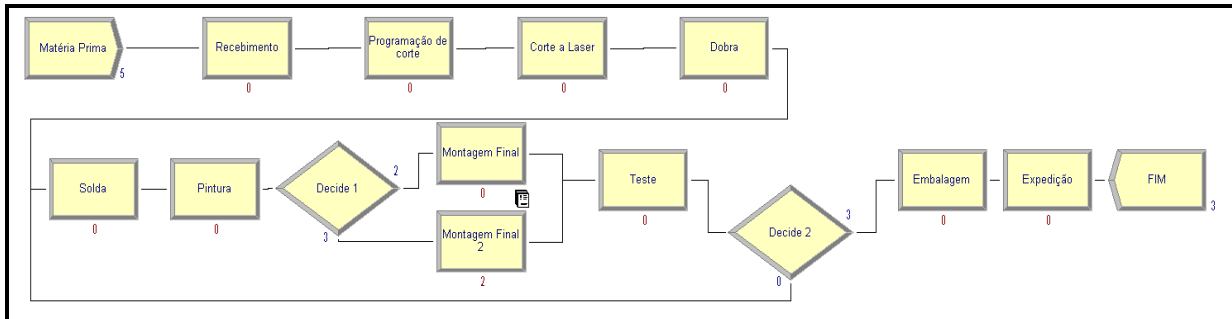 Matéria Prima
5
Recebimento
0
Programação de
corte
0
Corte a Laser
0
Dobra
0
Solda
0
Pintura
0
Decide 1
2
3
Montagem Final
0
Montagem Final
2
2
Teste
0
Decide 2
3
0
Embalagem
0
Expedição
0
FIM
3